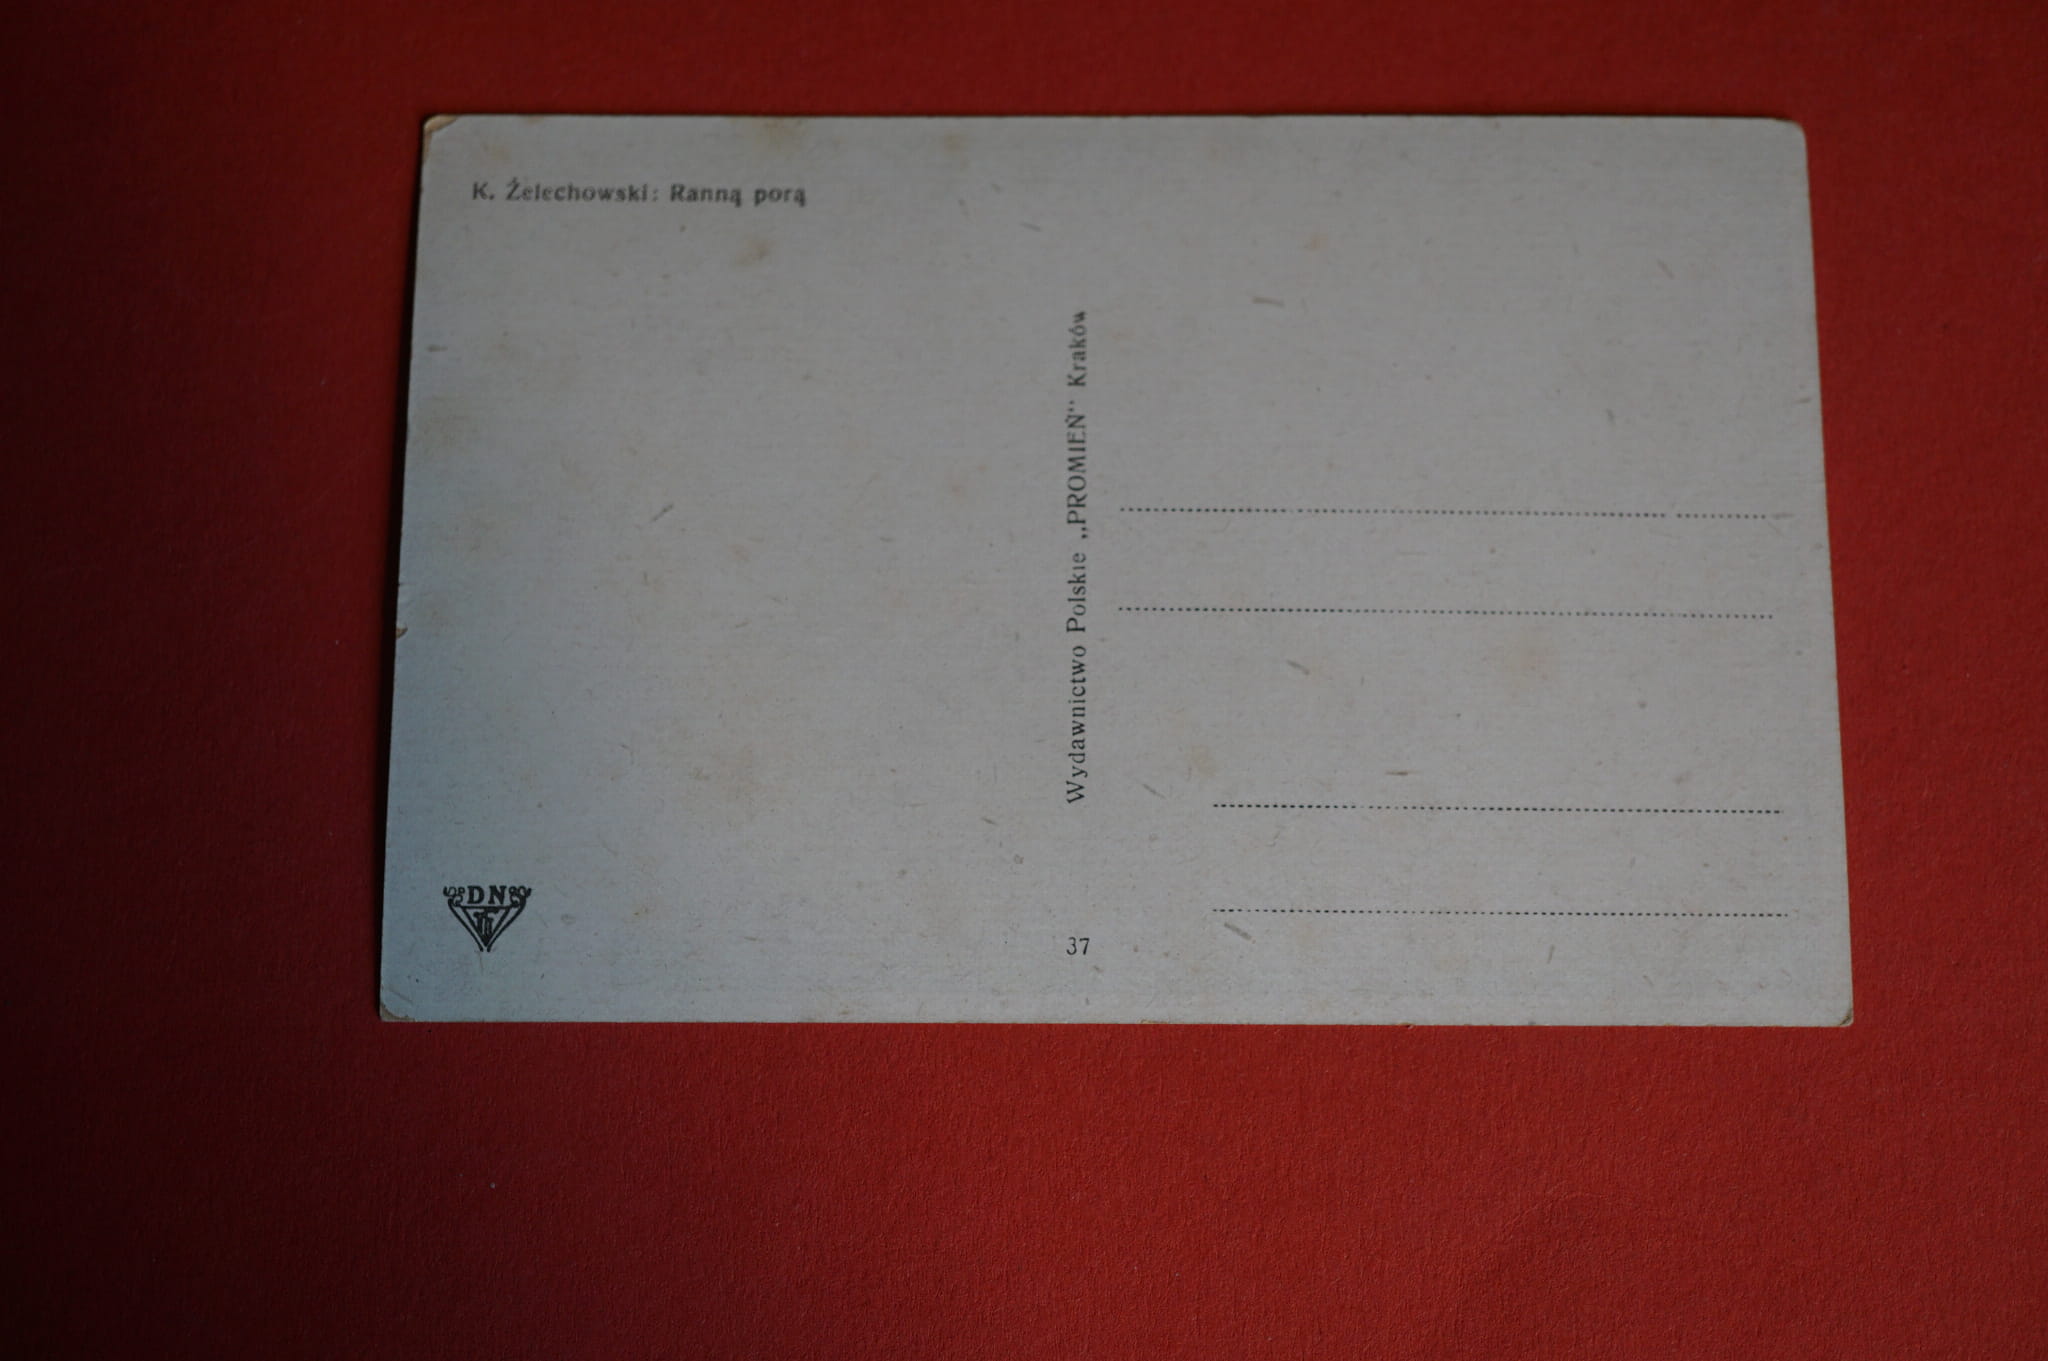 K. Żelechowski: Ranną porą
Wydawnictwo Polskie „PROMIEŃ“ Kraków
DN
37